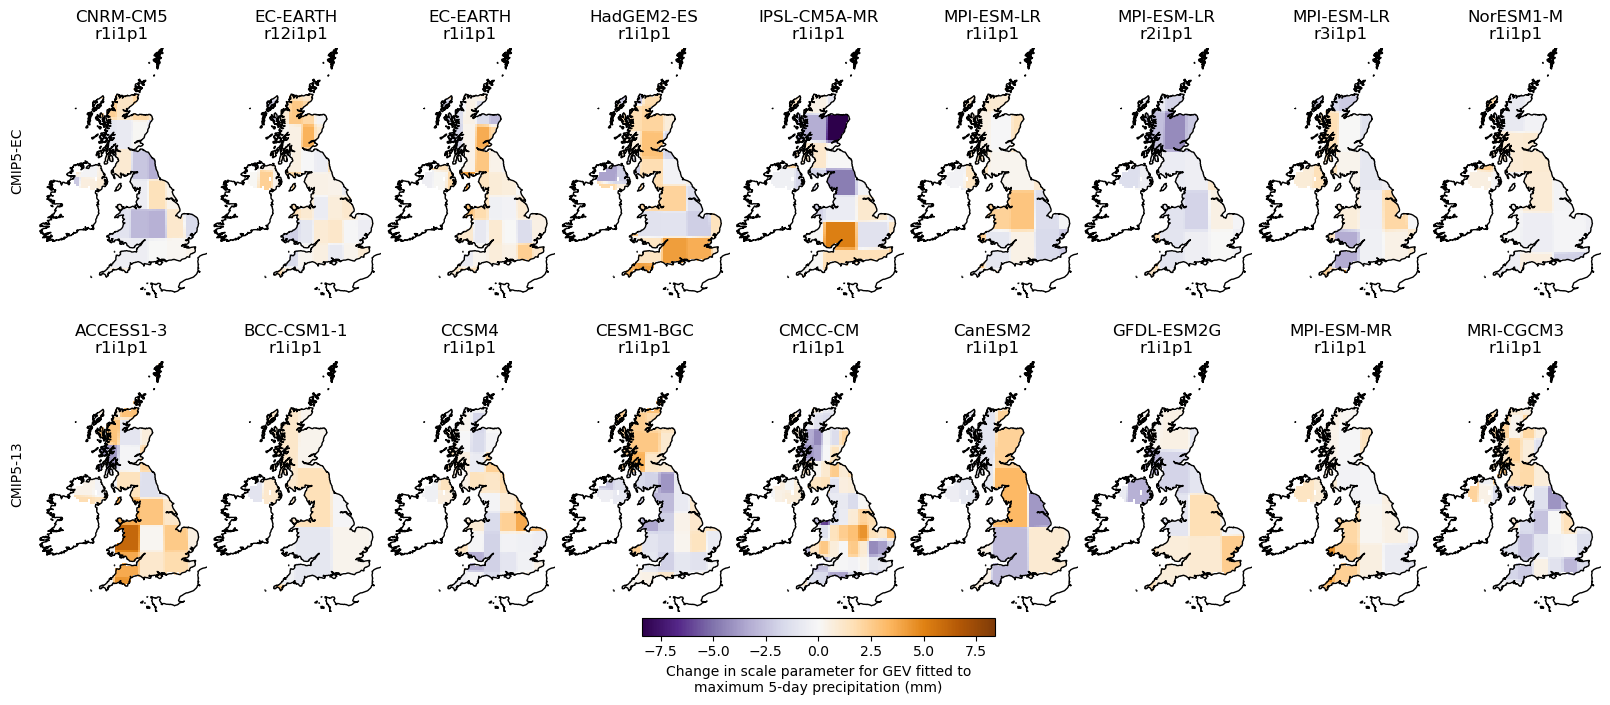 CNRM-CM5 EC-EARTH EC-EARTH HadGEM2-ES IPSL-CM5A-MR MPI-ESM-LR MPI-ESM-LR MPI-ESM-LR NorESM1-M
r1i1p1 r12i1p1 r1i1p1 r1i1p1 r1i1p1 r1i1p1 r2i1p1 r3i1p1 r1i1p1
CMIP5-EC
ACCESS1-3 BCC-CSM1-1 CCSM4 CESM1-BGC CMCC-CM CanESM2 GFDL-ESM2G MPI-ESM-MR MRI-CGCM3
r1i1p1 r1i1p1 r1i1p1 r1i1p1 r1i1p1 r1i1p1 r1i1p1 r1i1p1 r1i1p1
CMIP5-13
−7.5 −5.0 −2.5 0.0 2.5 5.0 7.5
Change in scale parameter for GEV fitted to
maximum 5-day precipitation (mm)